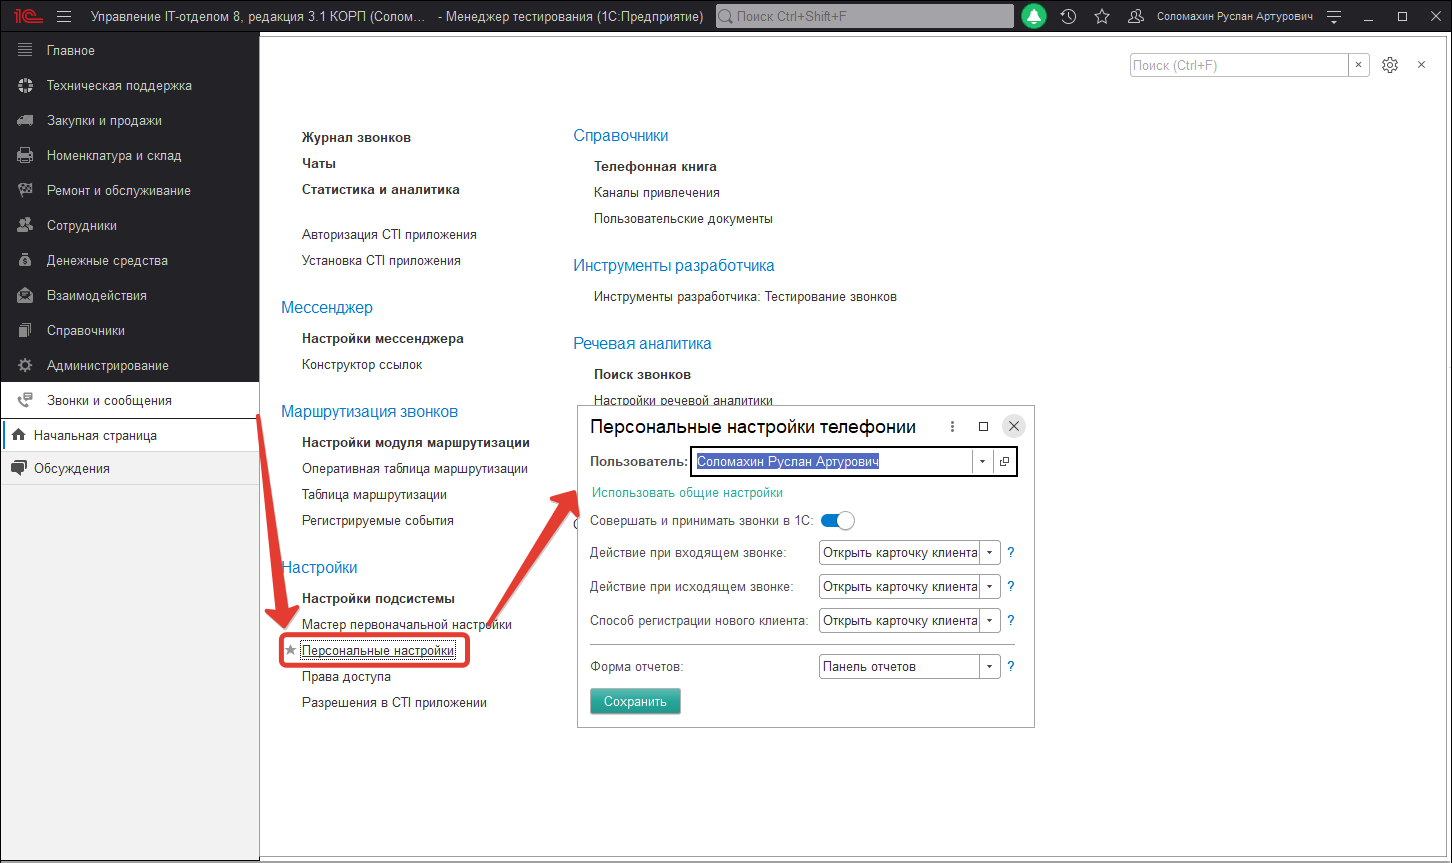 1С
Управление IT-отделом 8, редакция 3.1 КОРП (Солом... - Менеджер тестирования (1С:Предприятие)
Поиск Ctrl+Shift+F
Соломахин Руслан Артурович
Главное
Техническая поддержка
Закупки и продажи
Номенклатура и склад
Ремонт и обслуживание
Сотрудники
Денежные средства
Взаимодействия
Справочники
Администрирование
Звонки и сообщения
Начальная страница
Обсуждения
Поиск (Ctrl+F)
Журнал звонков
Чаты
Статистика и аналитика
Авторизация CTI приложения
Установка CTI приложения
Мессенджер
Настройки мессенджера
Конструктор ссылок
Маршрутизация звонков
Настройки модуля маршрутизации
Оперативная таблица маршрутизации
Таблица маршрутизации
Регистрируемые события
Настройки
Настройки подсистемы
Мастер первоначальной настройки
Персональные настройки
Права доступа
Разрешения в CTI приложении
Справочники
Телефонная книга
Каналы привлечения
Пользовательские документы
Инструменты разработчика
Инструменты разработчика: Тестирование звонков
Речевая аналитика
Поиск звонков
Настройки речевой аналитики
Персональные настройки телефонии
Пользователь: Соломахин Руслан Артурович
Использовать общие настройки
Совершать и принимать звонки в 1С:
Действие при входящем звонке: Открыть карточку клиента ?
Действие при исходящем звонке: Открыть карточку клиента ?
Способ регистрации нового клиента: Открыть карточку клиента ?
Форма отчетов: Панель отчетов ?
Сохранить